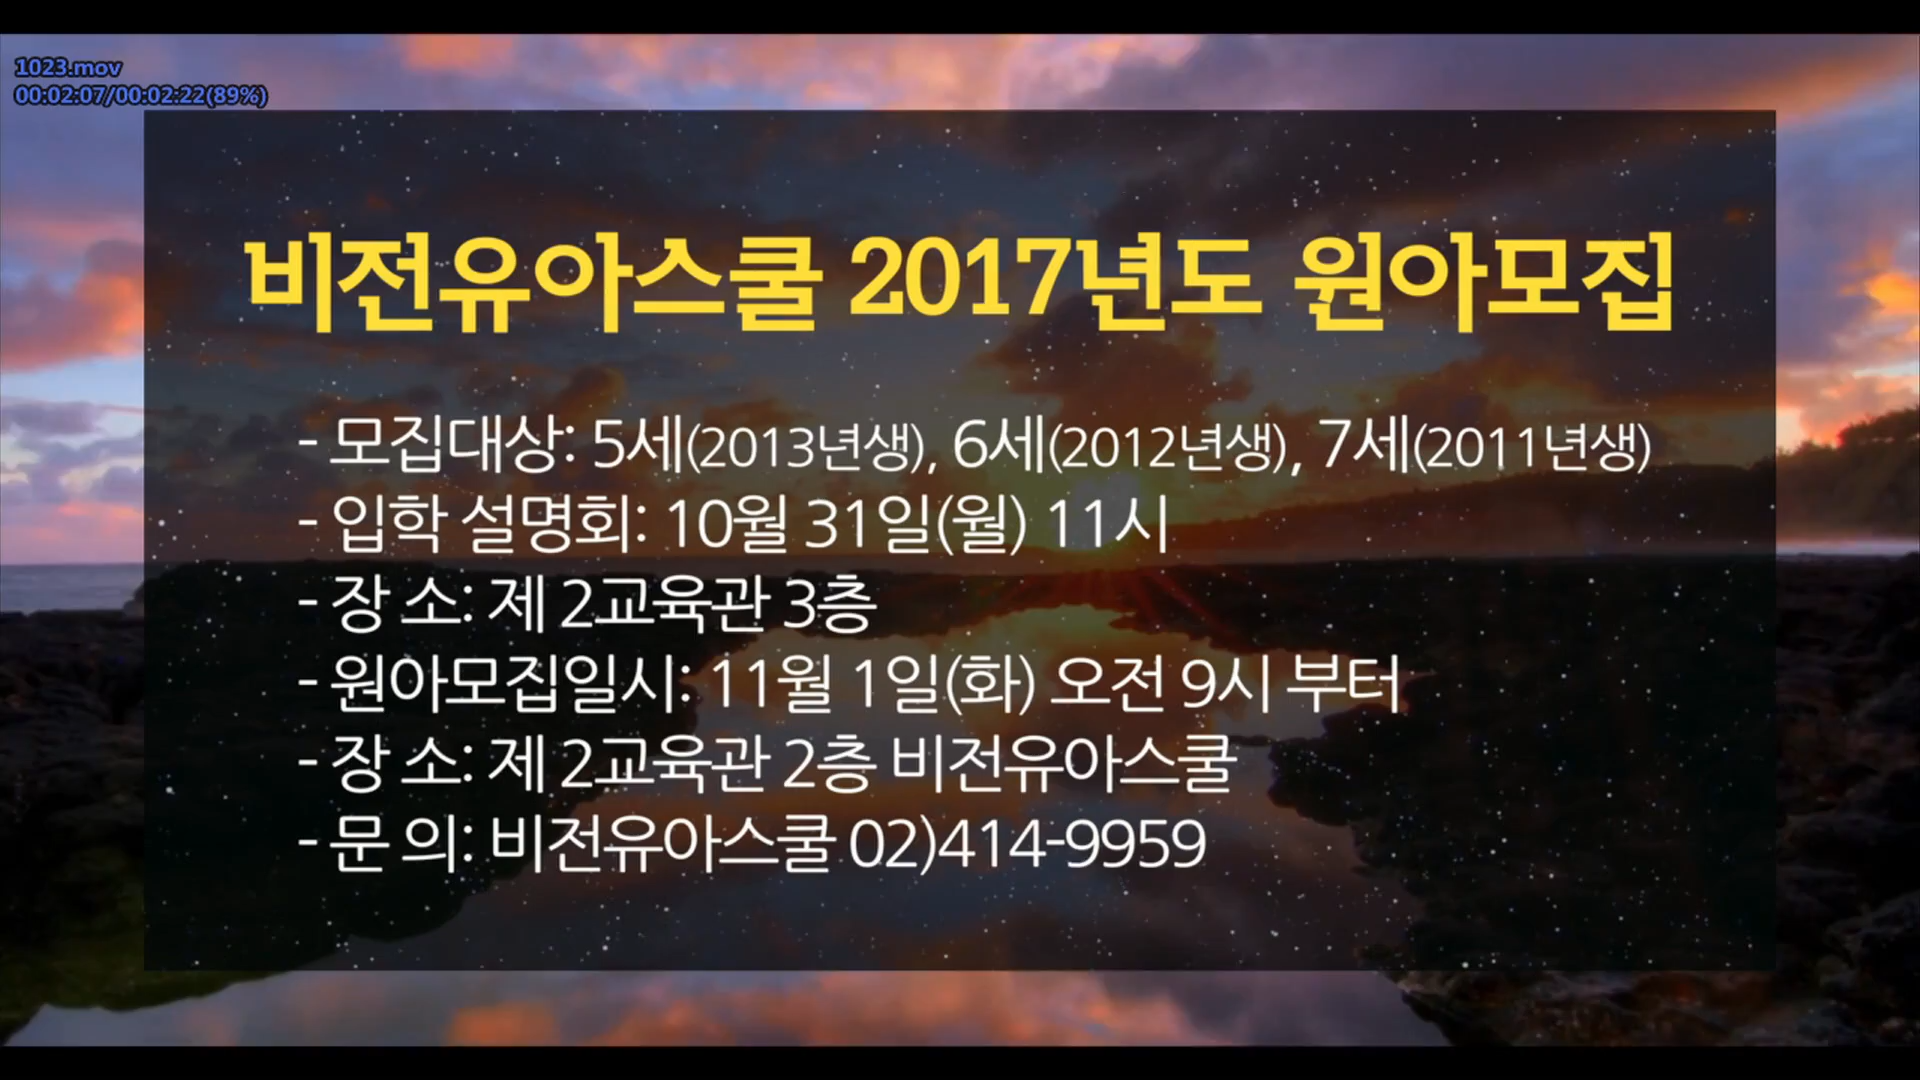 1023.mov
00:02:07/00:02:22(89%)
비전유아스쿨 2017년도 원아모집
- 모집대상: 5세(2013년생), 6세(2012년생), 7세(2011년생)
- 입학 설명회: 10월 31일(월) 11시
- 장 소: 제 2교육관 3층
- 원아모집일시: 11월 1일(화) 오전 9시 부터
- 장 소: 제 2교육관 2층 비전유아스쿨
- 문 의: 비전유아스쿨 02)414-9959